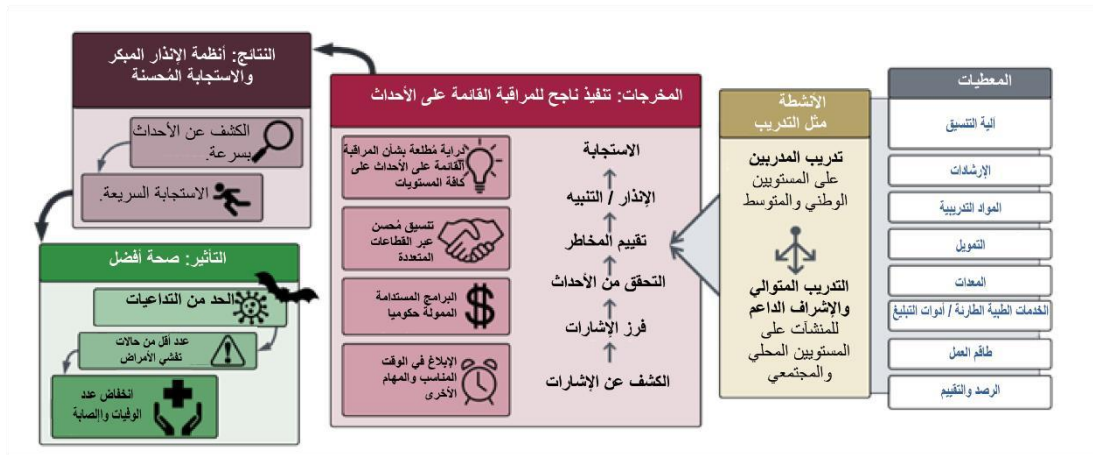 المعطيات
آلية التنسيق
الإرشادات
المواد التدريبية
التمويل
المعدات
الخدمات الطبية الطارئة / أدوات التبليغ
طاقم العمل
الرصد والتقييم
الأنشطة
مثل التدريب
تدريب المدربين
على المستويين
الوطني والمتوسط
التدريب المتوالي
والإشراف الداعم
للمنشآت على
المستويين المحلي
والمجتمعي
المخرجات: تنفيذ ناجح للمراقبة القائمة على الأحداث
الاستجابة
الإنذار / التنبيه
تقييم المخاطر
التحقق من الأحداث
فرز الإشارات
الكشف عن الإشارات
دراية مُطلعة بشأن المراقبة
القائمة على الأحداث على
كافة المستويات
تنسيق مُحسن
عبر القطاعات
المتعددة
البرامج المستدامة
الممولة حكوميا
الإبلاغ في الوقت
المناسب والمهام
الأخرى
النتائج: أنظمة الإنذار المبكر
والاستجابة المُحسنة
الكشف عن الأحداث
بسرعة.
الاستجابة السريعة.
التأثير: صحة أفضل
الحد من التداعيات
عدد أقل من حالات
تفشي الأمراض
انخفاض عدد
الوفيات واإلصابة